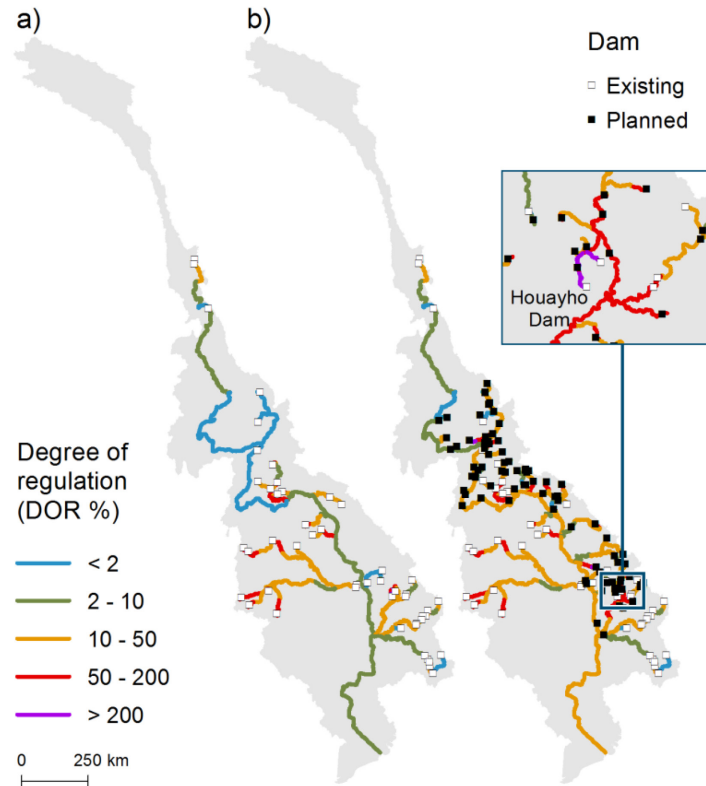 a)
b)
Dam
Existing
Planned
Houayho
Dam
Degree of
regulation
(DOR %)
< 2
2 - 10
10 - 50
50 - 200
> 200
0 250 km